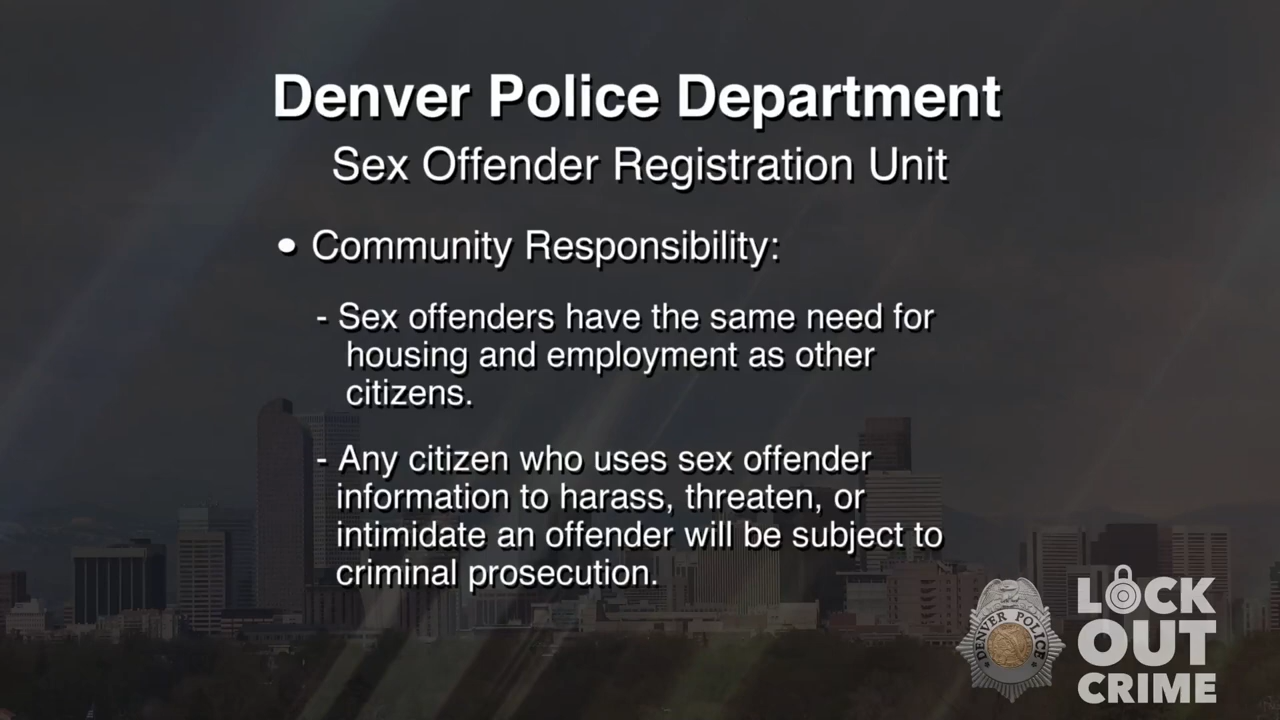 Denver Police Department
Sex Offender Registration Unit
• Community Responsibility:
- Sex offenders have the same need for
housing and employment as other
citizens.
- Any citizen who uses sex offender
information to harass, threaten, or
intimidate an offender will be subject to
criminal prosecution.
DENVER POLICE
LOCK
OUT
CRIME